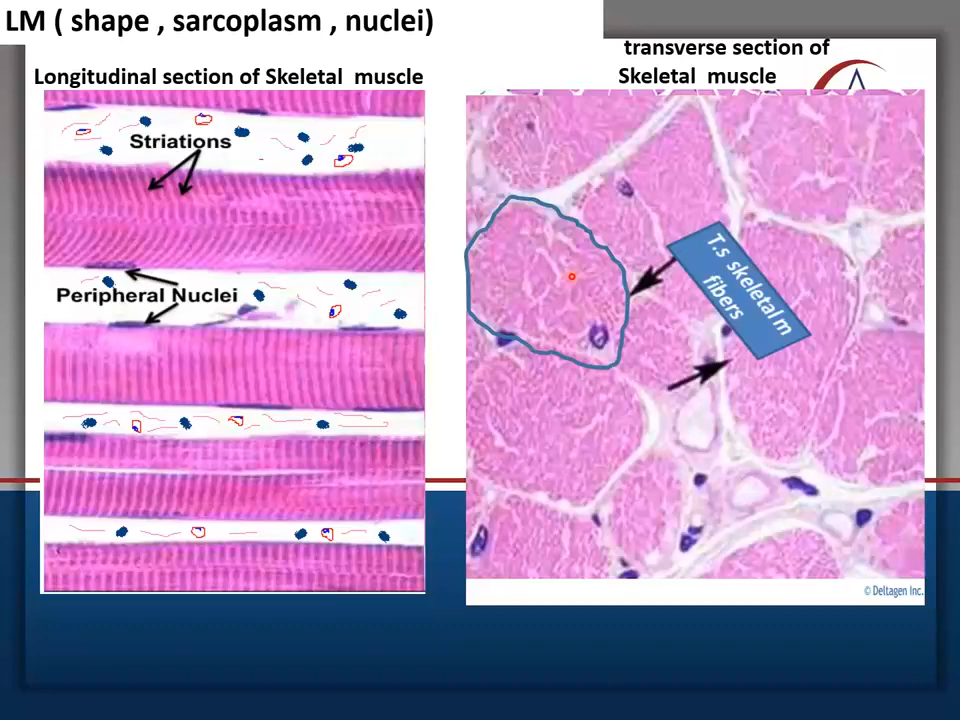 LM ( shape , sarcoplasm , nuclei)
Longitudinal section of Skeletal muscle
transverse section of
Skeletal muscle
Striations
Peripheral Nuclei
T.s skeletal m
fibers
© Deltagen Inc.